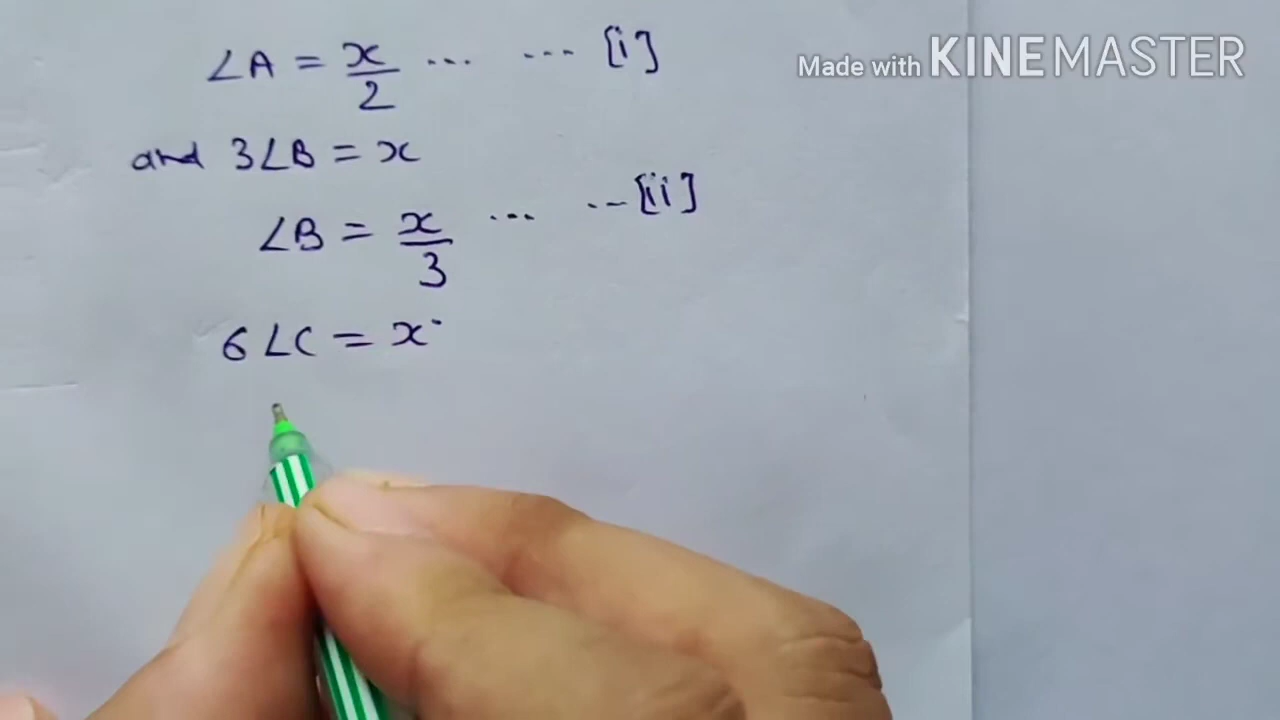 ∠A = x/2 ... ... [i]
Made with KINEMASTER
and 3∠B = x
∠B = x/3 ... ... [ii]
6∠C = x